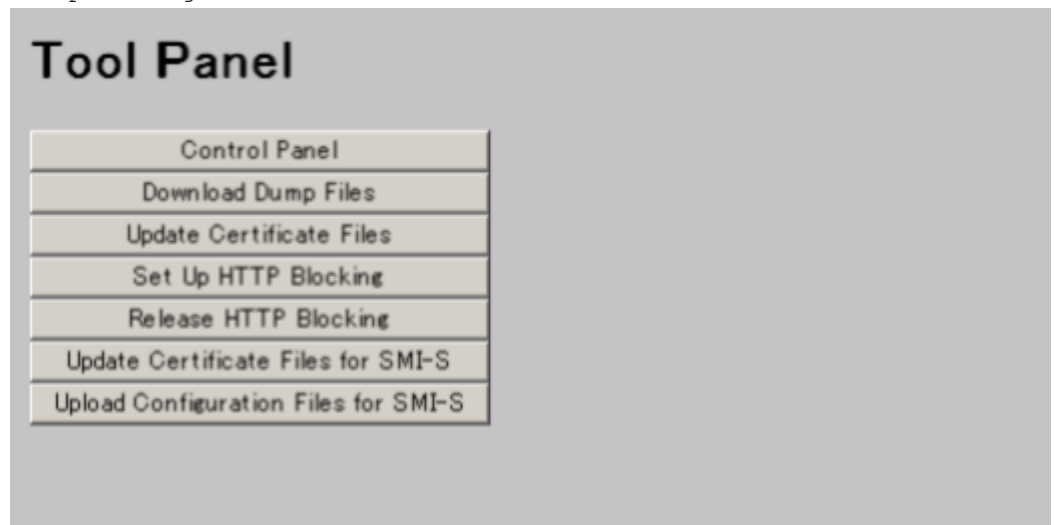 Tool Panel
Control Panel
Download Dump Files
Update Certificate Files
Set Up HTTP Blocking
Release HTTP Blocking
Update Certificate Files for SMI-S
Upload Configuration Files for SMI-S